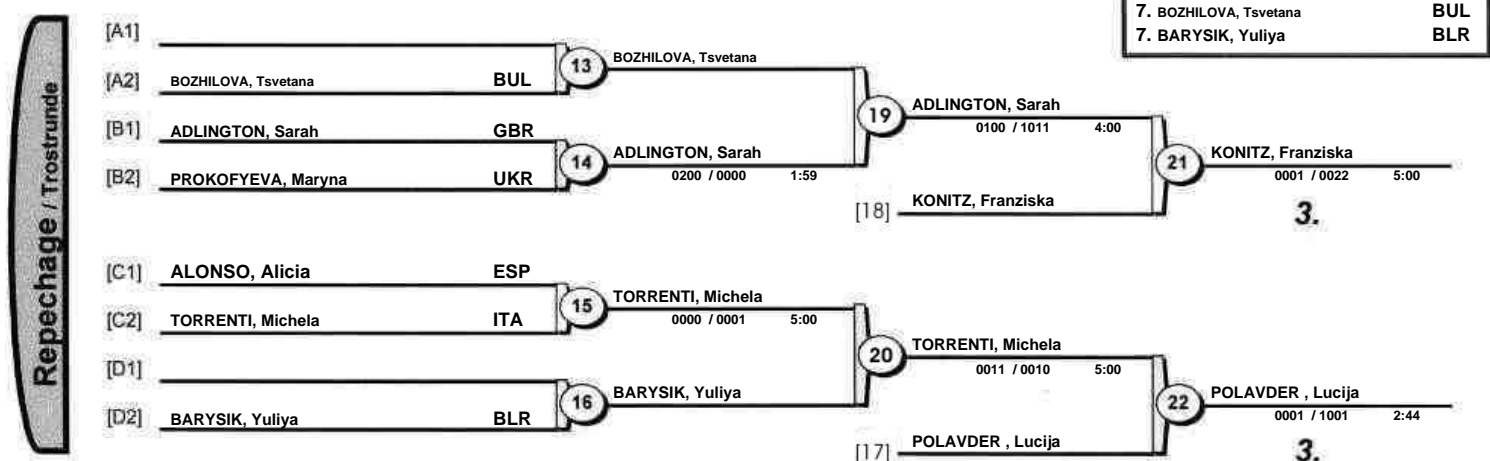 7. BOZHILOVA, Tsvetana BUL
7. BARYSIK, Yuliya BLR
Repechage / Trostrunde
[A1]
[A2] BOZHILOVA, Tsvetana BUL
13 BOZHILOVA, Tsvetana
[B1] ADLINGTON, Sarah GBR
[B2] PROKOFYEVA, Maryna UKR
14 ADLINGTON, Sarah
0200 / 0000 1:59
19 ADLINGTON, Sarah
0100 / 1011 4:00
[18] KONITZ, Franziska
21 KONITZ, Franziska
0001 / 0022 5:00
3.
[C1] ALONSO, Alicia ESP
[C2] TORRENTI, Michela ITA
15 TORRENTI, Michela
0000 / 0001 5:00
[D1]
[D2] BARYSIK, Yuliya BLR
16 BARYSIK, Yuliya
20 TORRENTI, Michela
0011 / 0010 5:00
[17] POLAVDER , Lucija
22 POLAVDER , Lucija
0001 / 1001 2:44
3.